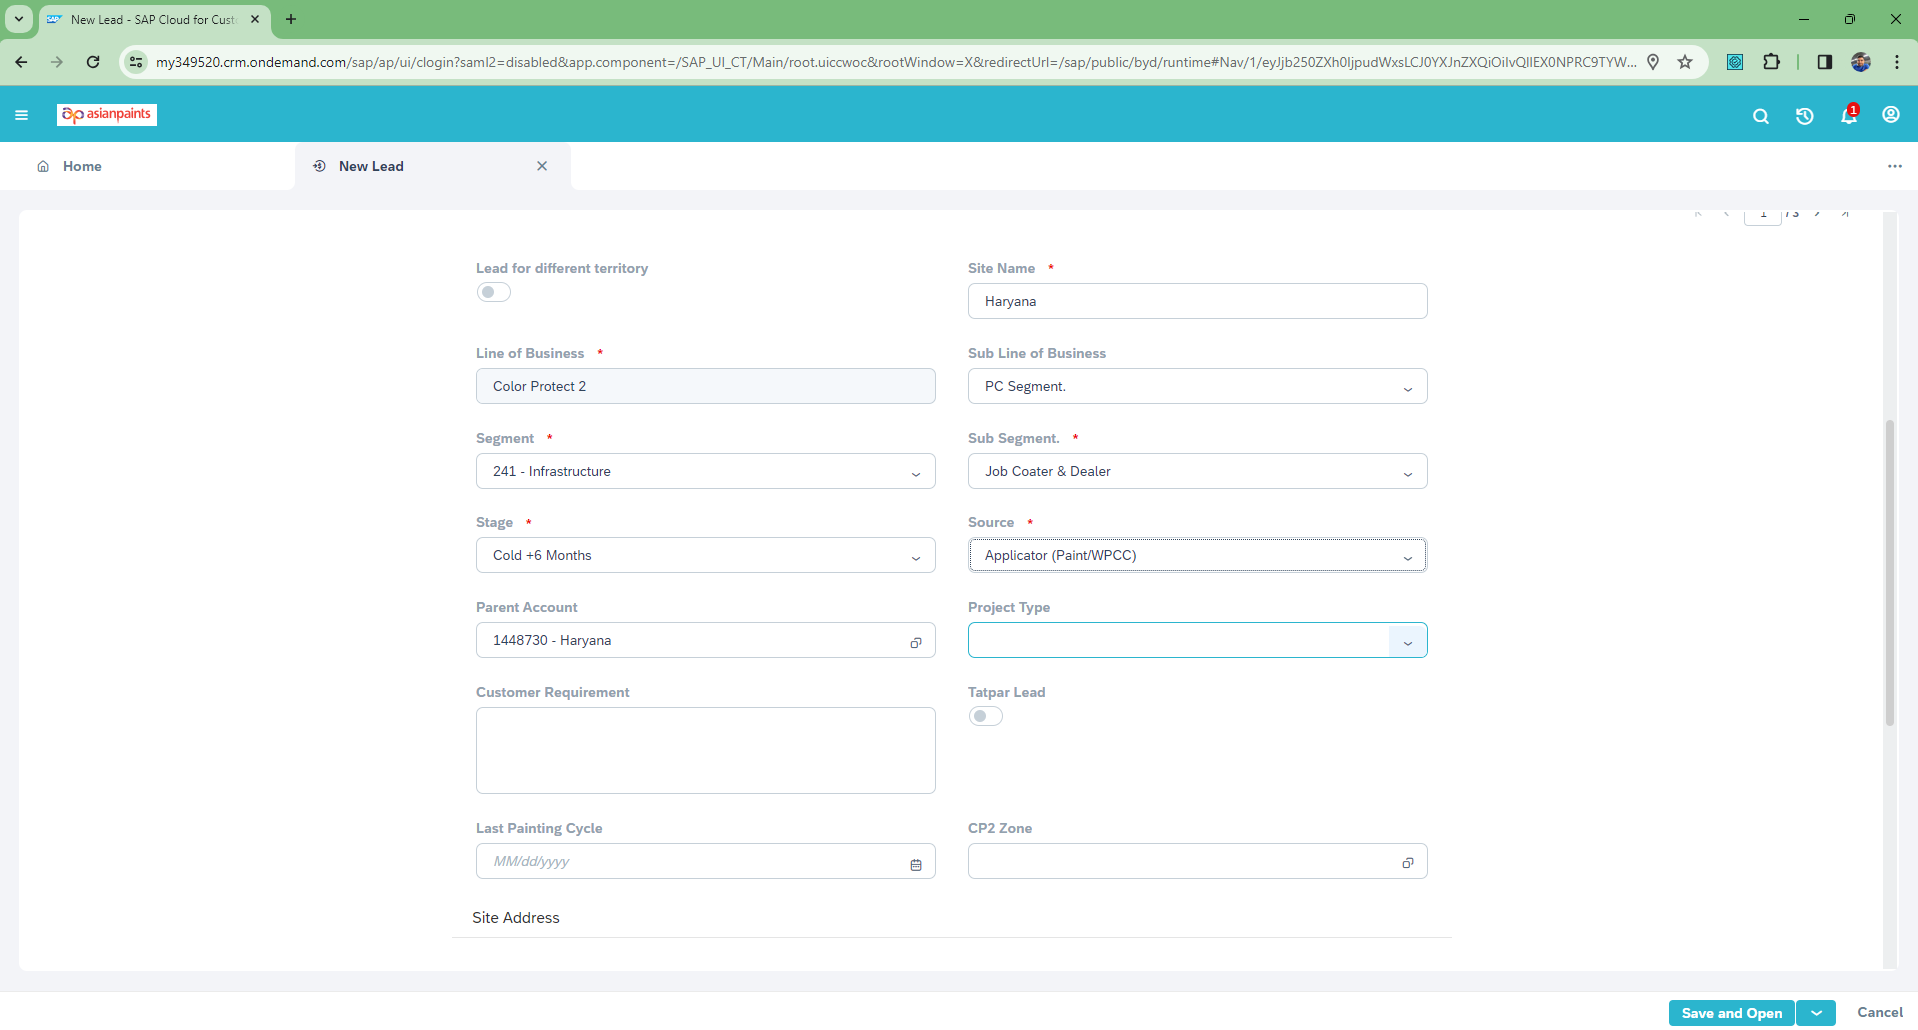 New Lead - SAP Cloud for Cust
my349520.crm.ondemand.com/sap/ap/ui/clogin?saml2=disabled&app.component=/SAP_UI_CT/Main/root.uiccwoc&rootWindow=X&redirectUrl=/sap/public/byd/runtime#Nav/1/eyJjb250ZXh0IjpudWxsLCJ0YXJnZXQiOiIvQllEX0NPRC9TYW...
asianpaints
1
Home
New Lead
1 / 3
Lead for different territory
Site Name *
Haryana
Line of Business *
Sub Line of Business
Color Protect 2
PC Segment.
Segment *
Sub Segment. *
241 - Infrastructure
Job Coater & Dealer
Stage *
Source *
Cold +6 Months
Applicator (Paint/WPCC)
Parent Account
Project Type
1448730 - Haryana
Customer Requirement
Tatpar Lead
Last Painting Cycle
CP2 Zone
MM/dd/yyyy
Site Address
Save and Open
Cancel